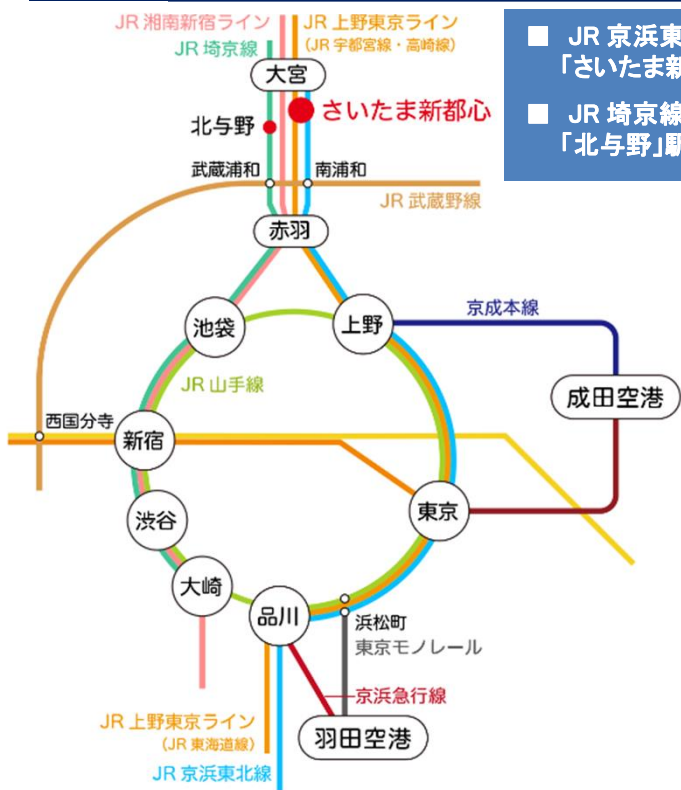 JR 湘南新宿ライン
JR 上野東京ライン
(JR 宇都宮線・高崎線)
JR 埼京線
■ JR 京浜東
「さいたま新
■ JR 埼京線
「北与野」駅
大宮
さいたま新都心
北与野
武蔵浦和
南浦和
JR 武蔵野線
赤羽
池袋
上野
京成本線
JR 山手線
成田空港
西国分寺
新宿
東京
渋谷
大崎
品川
浜松町
東京モノレール
京浜急行線
JR 上野東京ライン
(JR 東海道線)
羽田空港
JR 京浜東北線